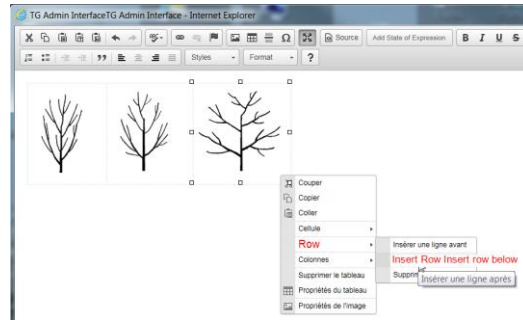 TG Admin InterfaceTG Admin Interface - Internet Explorer
Source
Add State of Expression
B I U S
Styles
Format
?
Couper
Copier
Coller
Cellule
Row
Insérer une ligne avant
Colonnes
Insert Row Insert row below
Supprimer le tableau
Insérer une ligne après
Propriétés du tableau
Propriétés de l'image